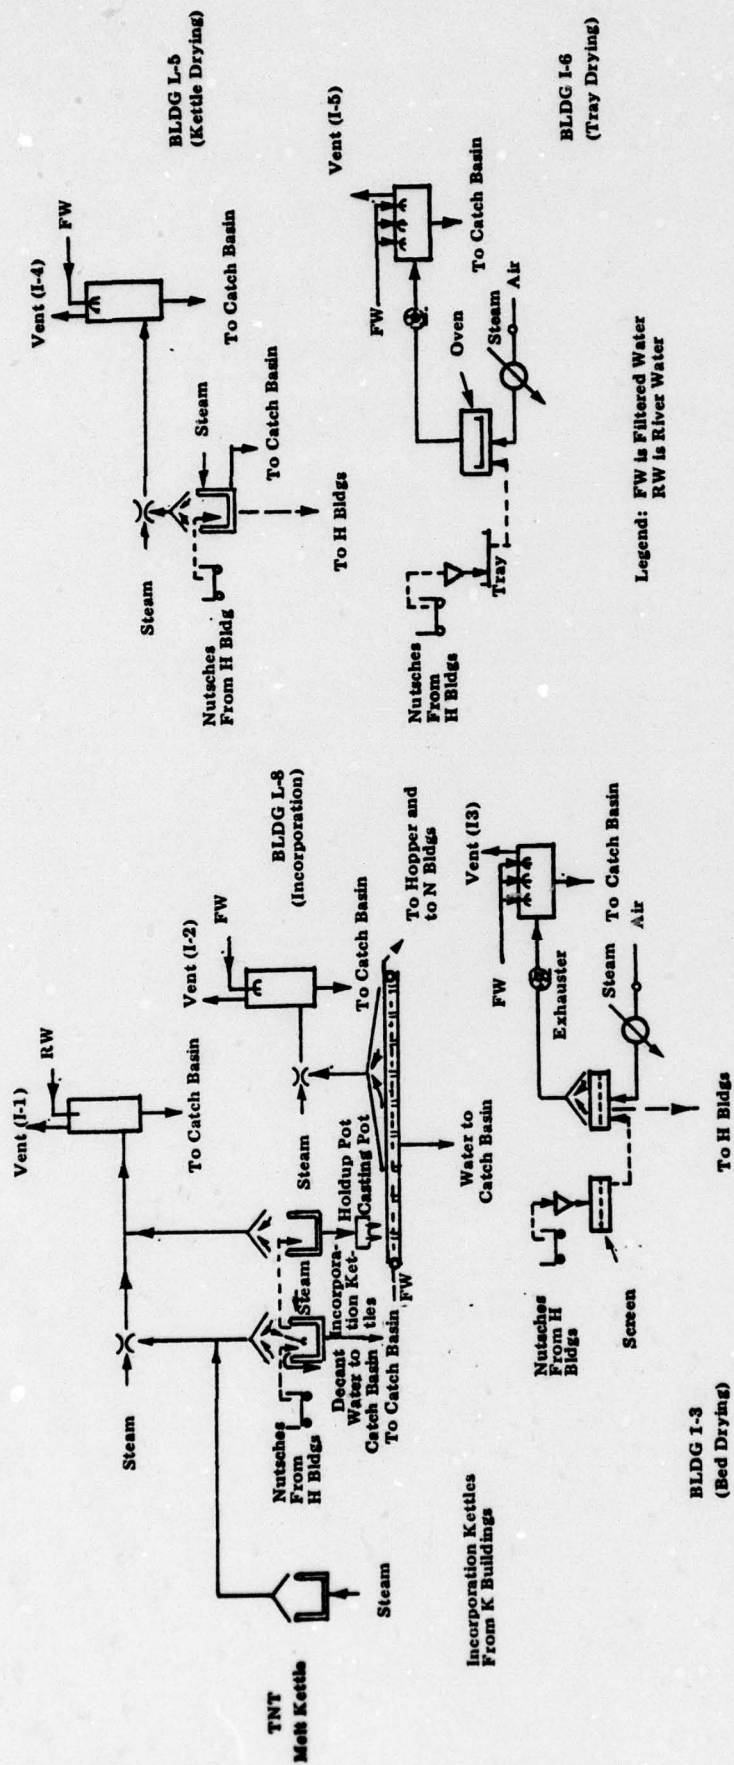 Vent (I-1)
RW
Steam
To Catch Basin
TNT
Melt Kettle
Steam
Nutsches
From
H Bldgs
Steam
Decant
Water to
Catch Basin
Incorpora-
tion Ket-
tles
To Catch Basin
Holdup Pot
Casting Pot
FW
Incorporation Kettles
From K Buildings
BLDG L-8
(Incorporation)
Vent (I-2)
FW
Steam
To Catch Basin
Water to
Catch Basin
To Hopper and
to N Bldgs
BLDG L-5
(Kettle Drying)
Vent (I-4)
FW
Steam
To Catch Basin
Steam
To Catch Basin
Nutsches
From H Bldg
To H Bldgs
BLDG I-3
(Bed Drying)
Nutsches
From H
Bldgs
Screen
FW
Vent (I3)
Exhauster
To Catch Basin
Steam
Air
To H Bldgs
BLDG I-6
(Tray Drying)
Vent (I-5)
FW
To Catch Basin
Oven
Steam
Air
Nutsches
From
H Bldgs
Tray
Legend: FW is Filtered Water
RW is River Water